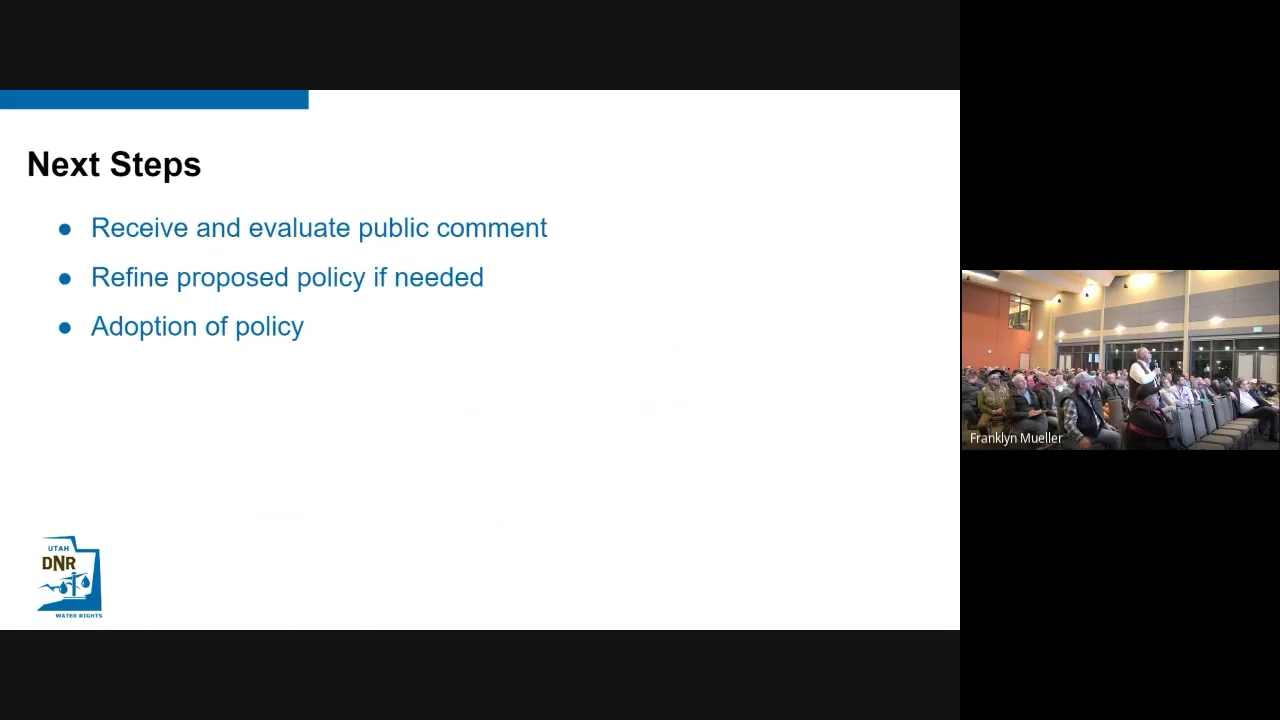 Next Steps
● Receive and evaluate public comment
● Refine proposed policy if needed
● Adoption of policy
UTAH
DNR
WATER RIGHTS
Franklyn Mueller